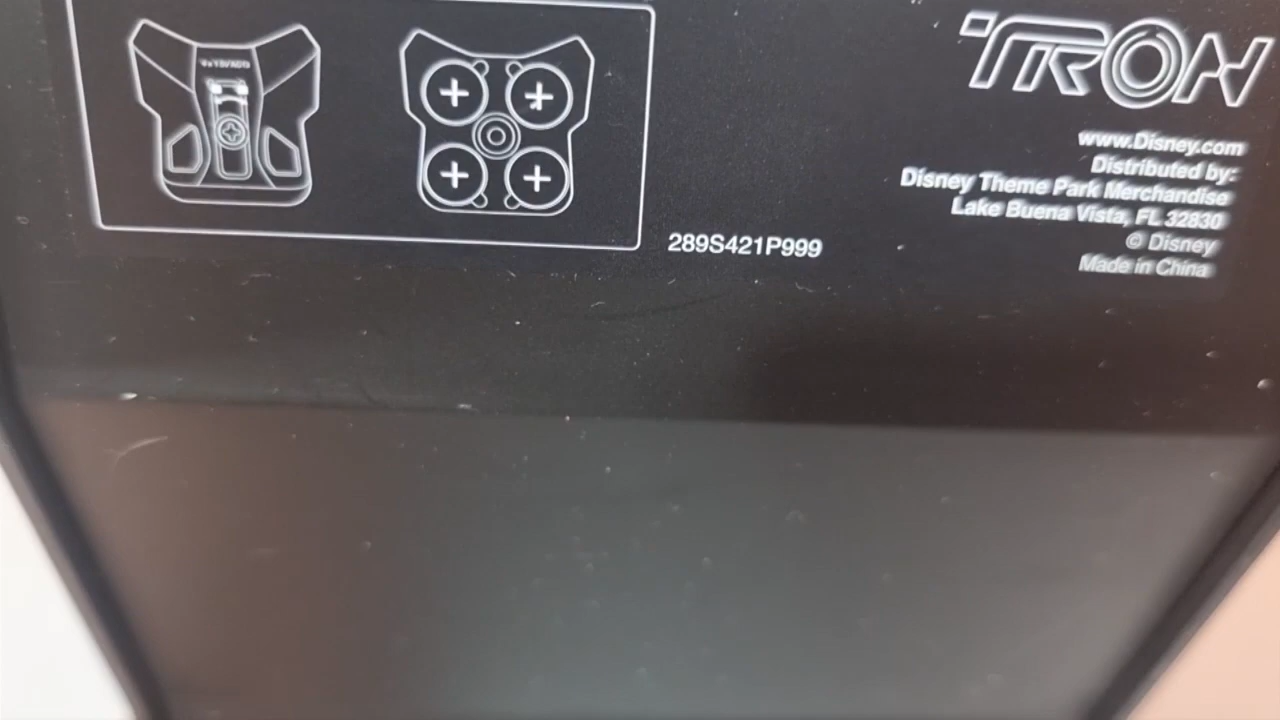 TRON
www.Disney.com
Distributed by:
Disney Theme Park Merchandise
Lake Buena Vista, FL 32830
© Disney
Made in China
289S421P999